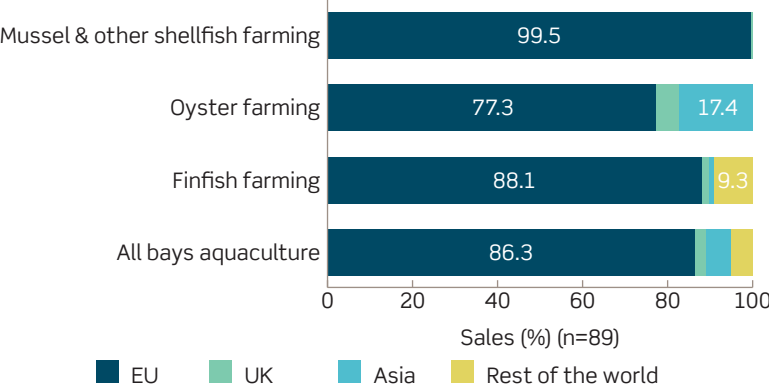 Mussel & other shellfish farming 99.5
Oyster farming 77.3 17.4
Finfish farming 88.1 9.3
All bays aquaculture 86.3
0 20 40 60 80 100
Sales (%) (n=89)
EU UK Asia Rest of the world